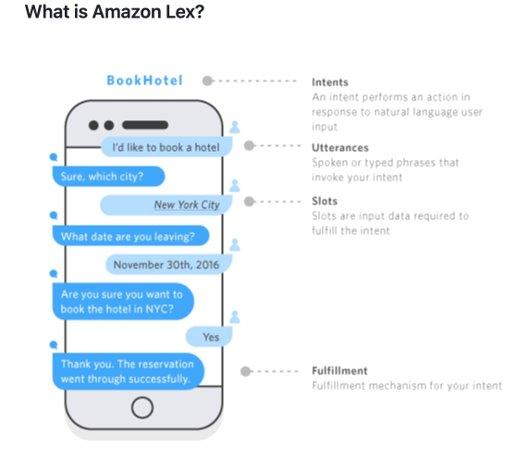 What is Amazon Lex?
BookHotel
Intents
An intent performs an action in
response to natural language user
input
I'd like to book a hotel
Utterances
Spoken or typed phrases that
invoke your intent
Sure, which city?
New York City
Slots
Slots are input data required to
fulfill the intent
What date are you leaving?
November 30th, 2016
Are you sure you want to
book the hotel in NYC?
Yes
Thank you. The reservation
went through successfully.
Fulfillment
Fulfillment mechanism for your intent